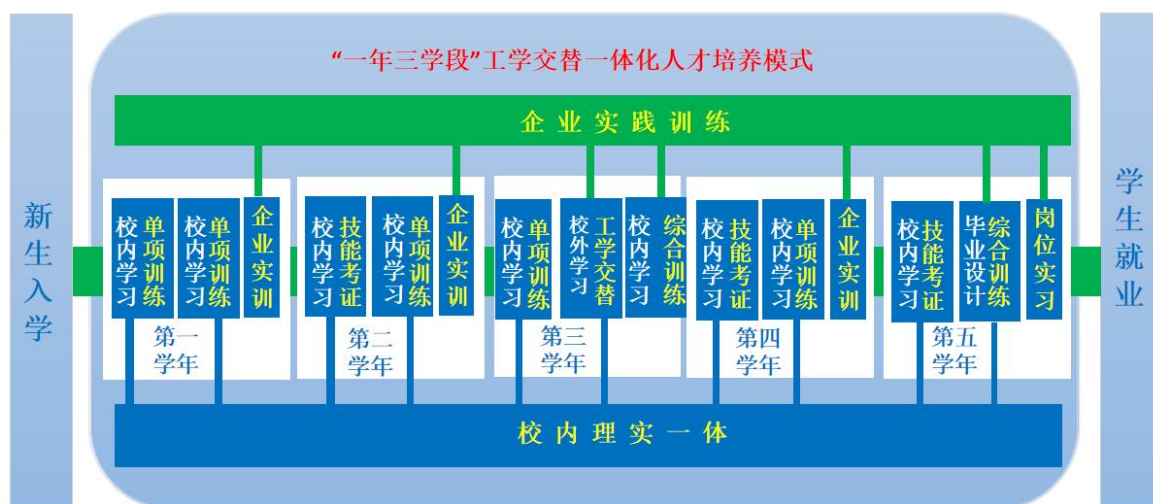 “一年三学段”工学交替一体化人才培养模式
企业实践训练
新生入学
校内学习
单项训练
校内学习
单项训练
企业实训
第一
学年
校内学习
技能考证
校内学习
单项训练
企业实训
第二
学年
校内学习
单项训练
校外学习
工学交替
校内学习
综合训练
第三
学年
校内学习
技能考证
校内学习
单项训练
企业实训
第四
学年
校内学习
技能考证
毕业设计
综合训练
岗位实习
第五
学年
学生就业
校内理实一体